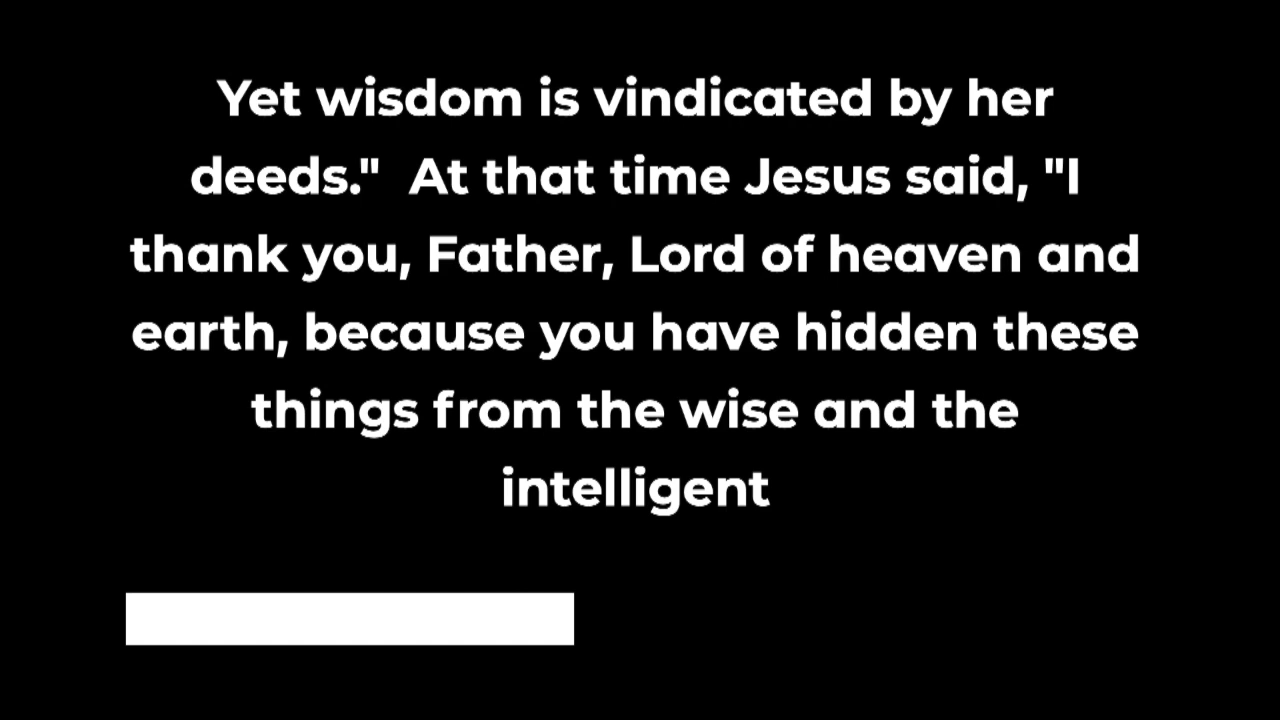 Yet wisdom is vindicated by her
deeds."  At that time Jesus said, "I
thank you, Father, Lord of heaven and
earth, because you have hidden these
things from the wise and the
intelligent